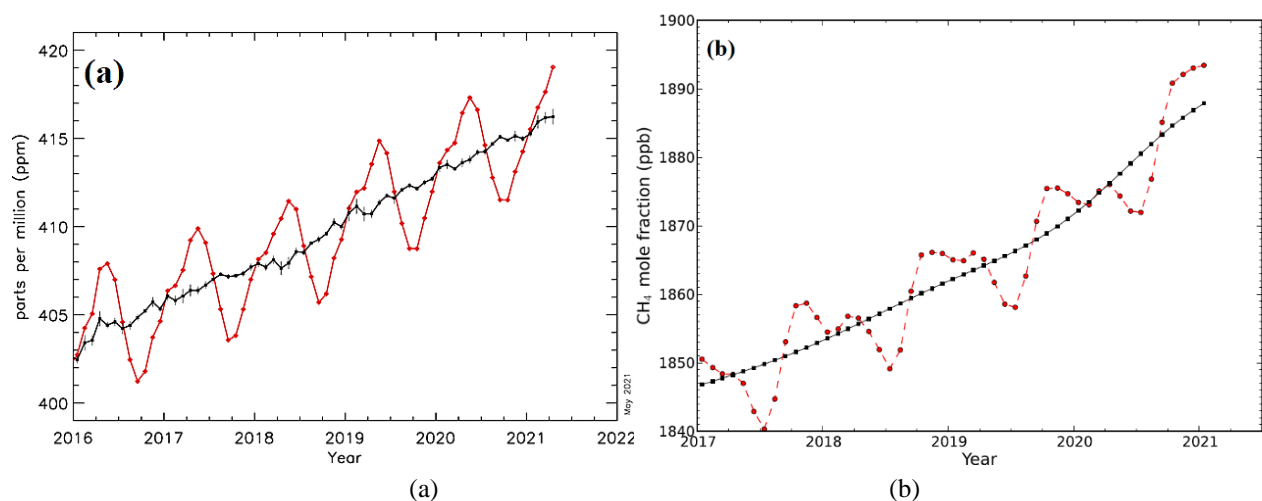 (a)
parts per million (ppm)
420
415
410
405
400
2016 2017 2018 2019 2020 2021 2022
Year
May 2021
(b)
CH₄ mole fraction (ppb)
1900
1890
1880
1870
1860
1850
1840
2017 2018 2019 2020 2021
Year
(a) (b)